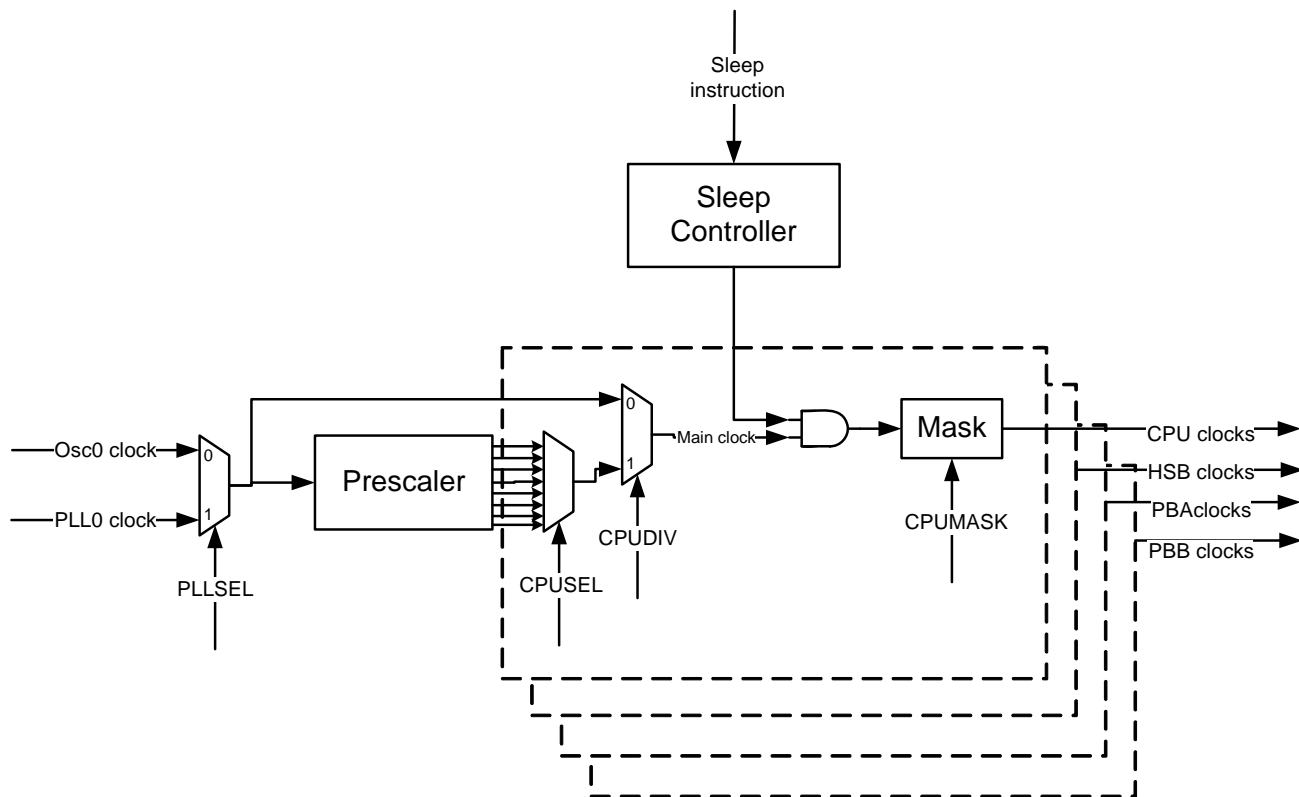 Sleep
instruction
Sleep
Controller
0
Osc0 clock
0
Main clock
Mask
CPU clocks
1
HSB clocks
Prescaler
PLL0 clock
1
CPUDIV
CPUMASK
PBAclocks
PBB clocks
PLLSEL
CPUSEL